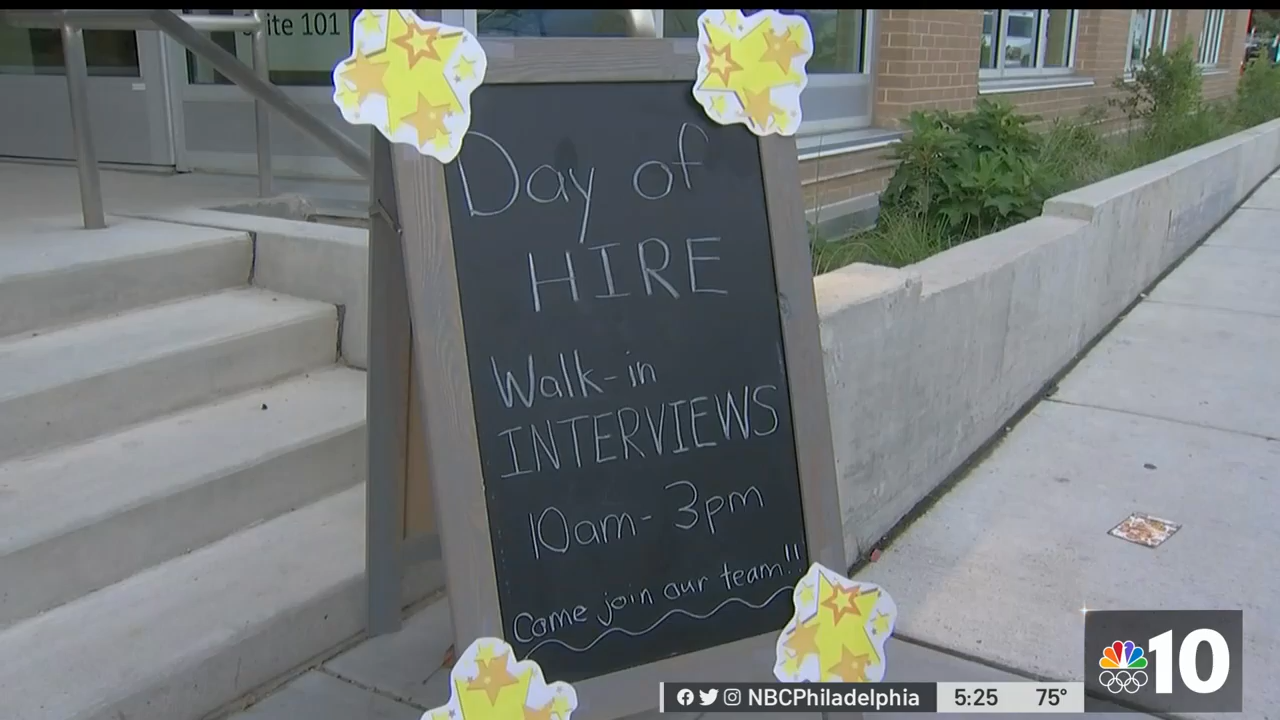 ite 101
Day of
HIRE
Walk-in
INTERVIEWS
10am - 3pm
Come join our team!!
10
NBCPhiladelphia 5:25 75°